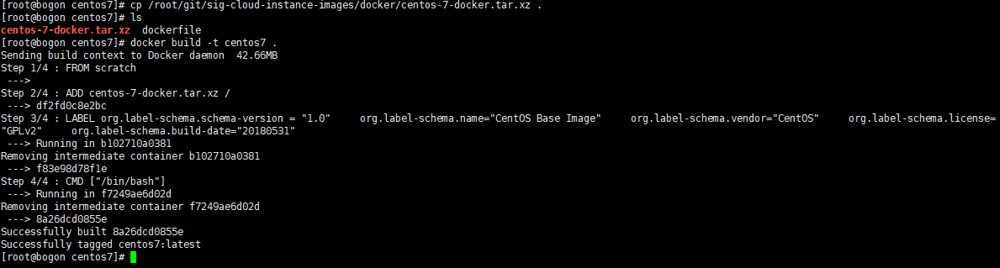 [root@bogon centos7]# cp /root/git/sig-cloud-instance-images/docker/centos-7-docker.tar.xz .
[root@bogon centos7]# ls
centos-7-docker.tar.xz  dockerfile
[root@bogon centos7]# docker build -t centos7 .
Sending build context to Docker daemon  42.66MB
Step 1/4 : FROM scratch
 --->
Step 2/4 : ADD centos-7-docker.tar.xz /
 ---> df2fd0c8e2bc
Step 3/4 : LABEL org.label-schema.schema-version = "1.0"     org.label-schema.name="CentOS Base Image"     org.label-schema.vendor="CentOS"     org.label-schema.license=
"GPLv2"     org.label-schema.build-date="20180531"
 ---> Running in b102710a0381
Removing intermediate container b102710a0381
 ---> f83e98d78f1e
Step 4/4 : CMD ["/bin/bash"]
 ---> Running in f7249ae6d02d
Removing intermediate container f7249ae6d02d
 ---> 8a26dcd0855e
Successfully built 8a26dcd0855e
Successfully tagged centos7:latest
[root@bogon centos7]#